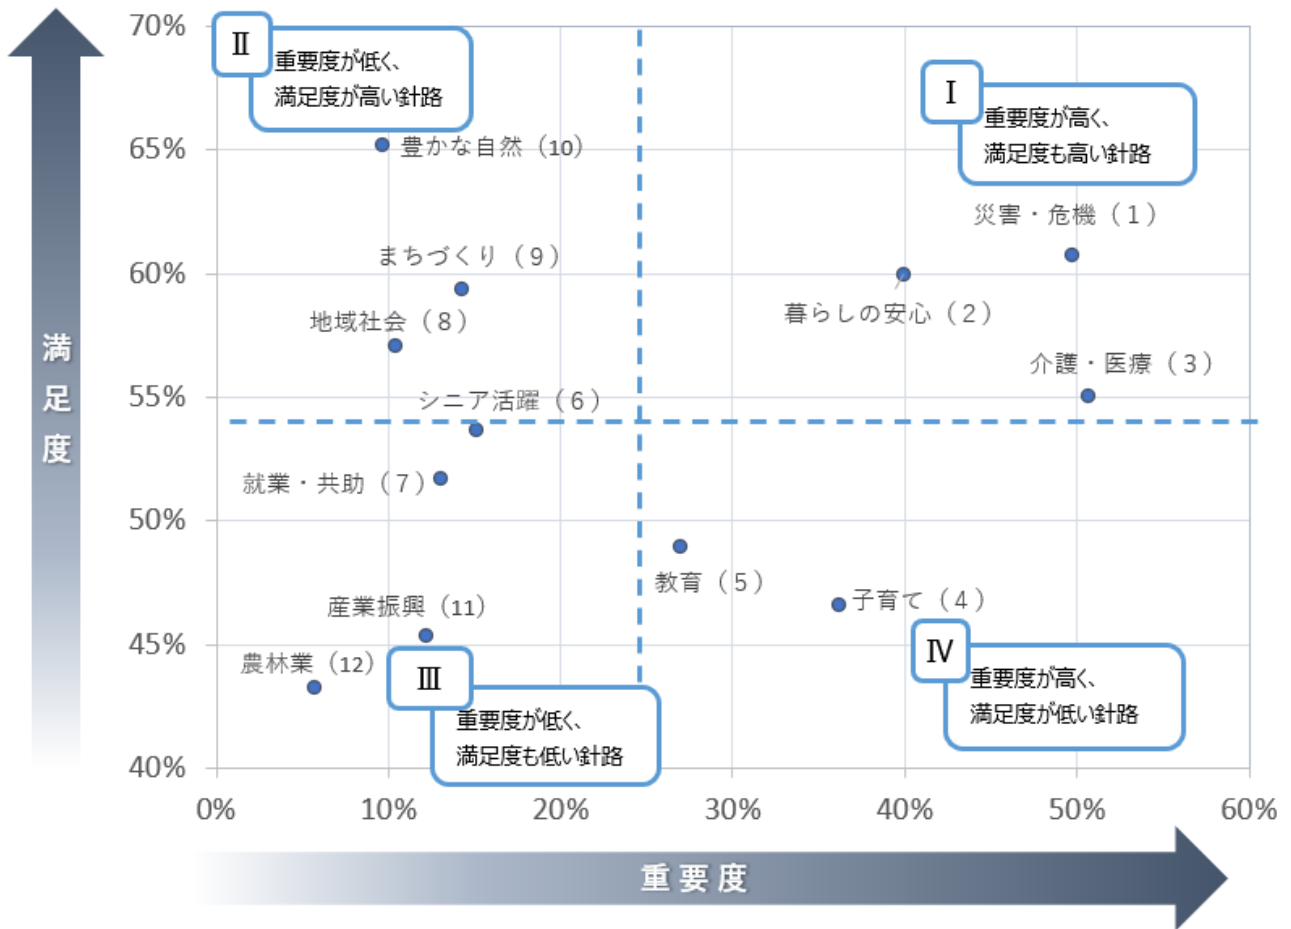 70%
Ⅱ
重要度が低く、
満足度が高い針路
Ⅰ
重要度が高く、
満足度も高い針路
65%
豊かな自然（10）
災害・危機（１）
まちづくり（９）
60%
暮らしの安心（２）
地域社会（８）
介護・医療（３）
55%
シニア活躍（６）
就業・共助（７）
50%
教育（５）
子育て（４）
産業振興（11）
45%
農林業（12）
Ⅲ
重要度が低く、
満足度も低い針路
Ⅳ
重要度が高く、
満足度が低い針路
40%
0%
10%
20%
30%
40%
50%
60%
満足度
重要度